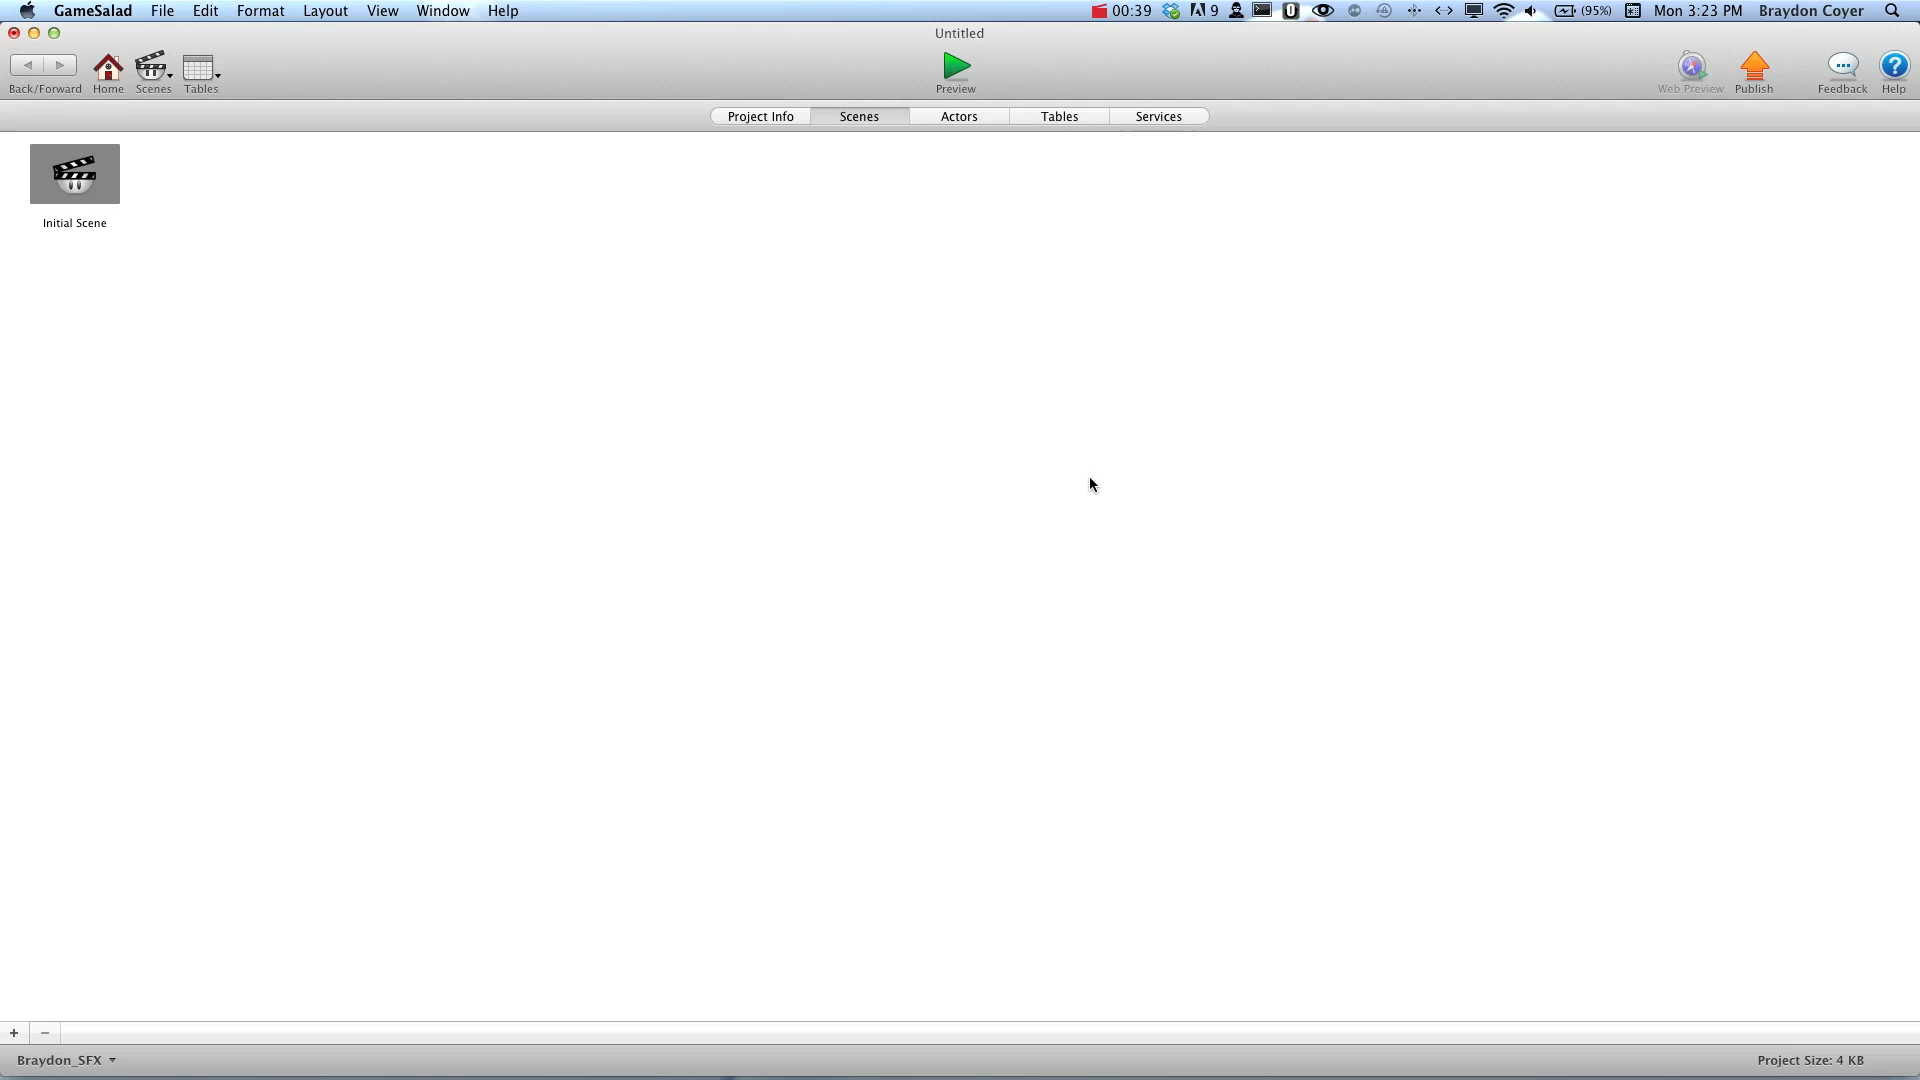 GameSalad File Edit Format Layout View Window Help 00:39 9 (95%) Mon 3:23 PM Braydon Coyer
Untitled
Back/Forward Home Scenes Tables Preview Web Preview Publish Feedback Help
Project Info Scenes Actors Tables Services
Initial Scene
+ −
Braydon_SFX Project Size: 4 KB